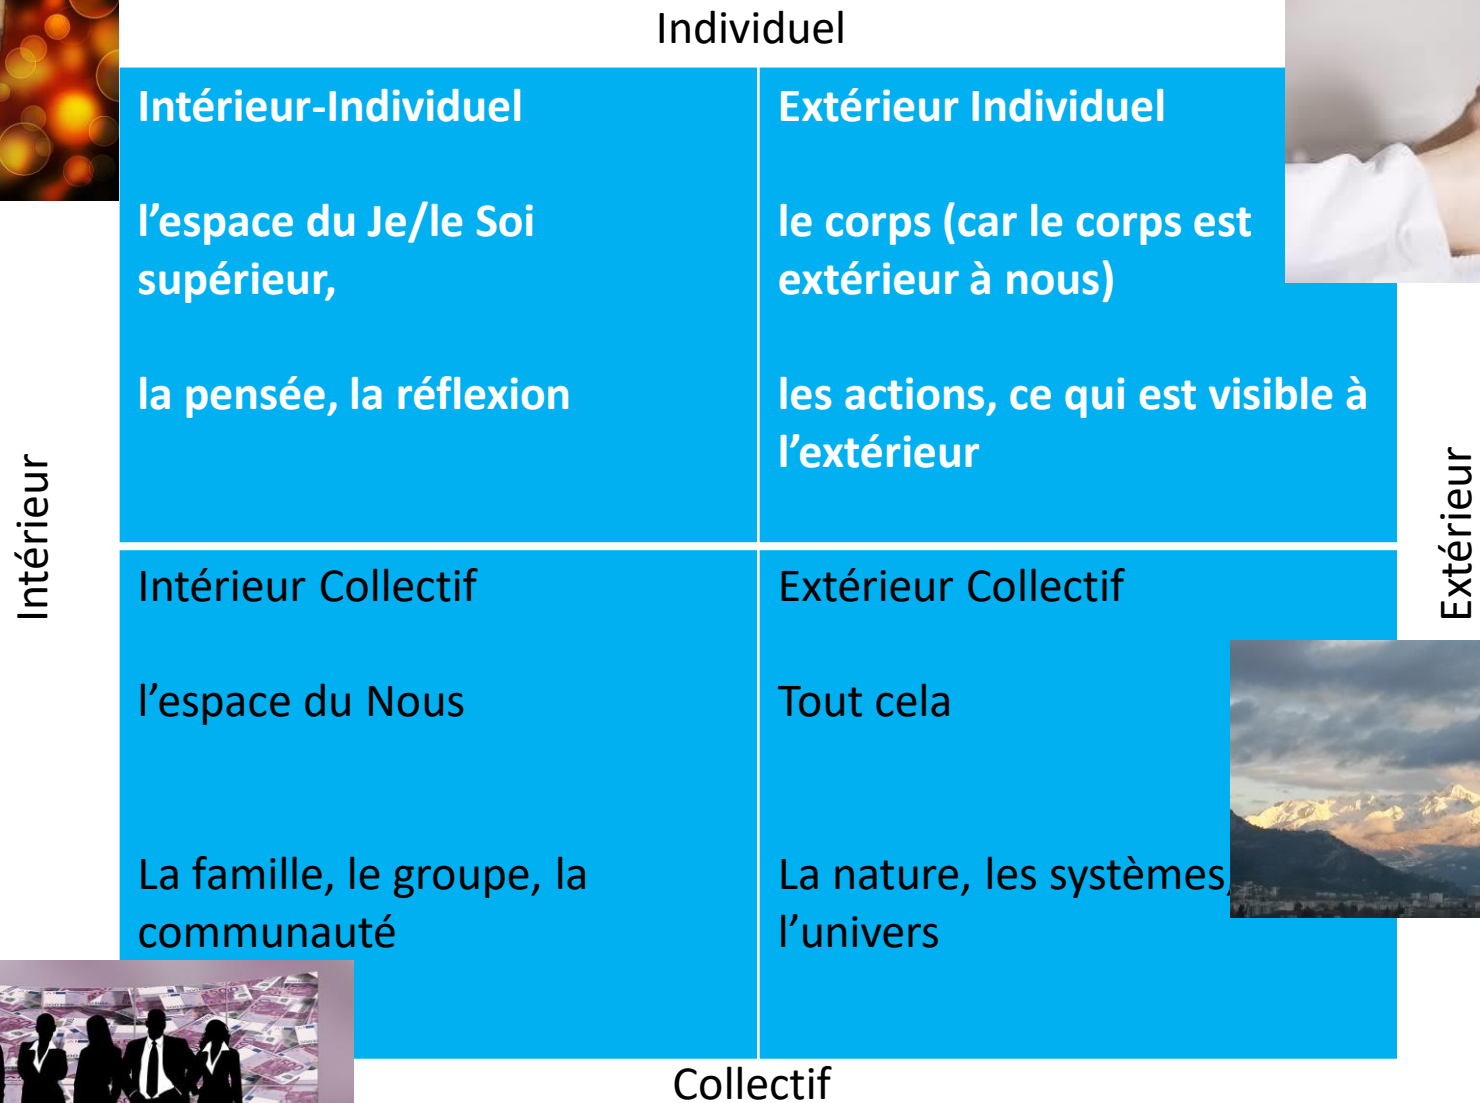 Individuel
Intérieur-Individuel
l’espace du Je/le Soi
supérieur,
la pensée, la réflexion
Extérieur Individuel
le corps (car le corps est
extérieur à nous)
les actions, ce qui est visible à
l’extérieur
Intérieur
Extérieur
Intérieur Collectif
l’espace du Nous
La famille, le groupe, la
communauté
Extérieur Collectif
Tout cela
La nature, les systèmes,
l’univers
Collectif